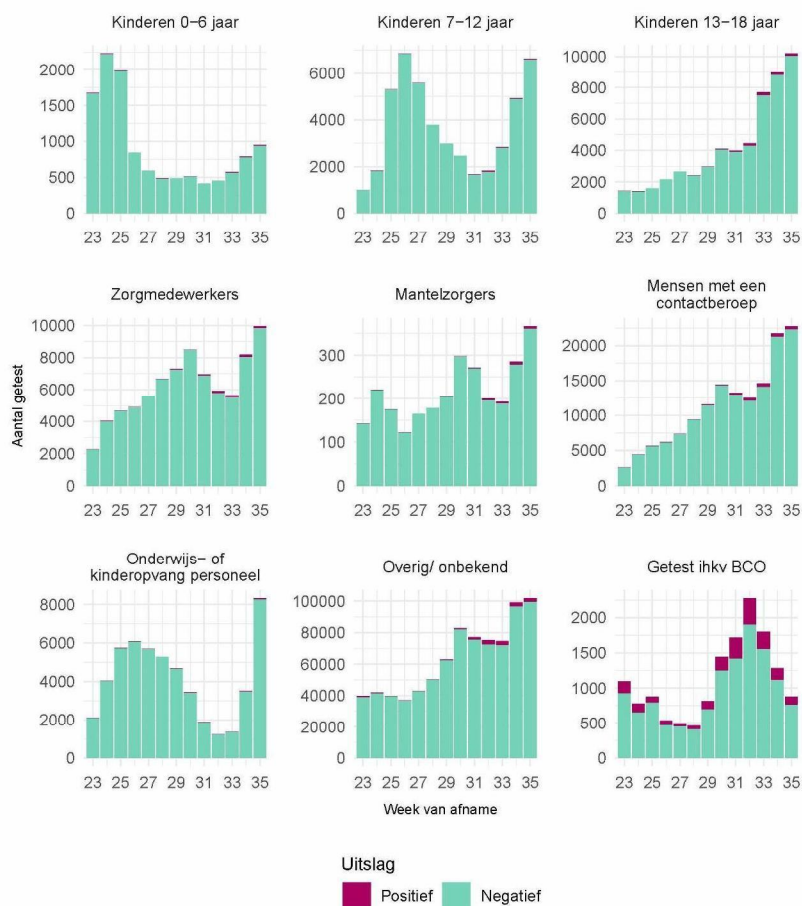 Kinderen 0–6 jaar
2000
1500
1000
500
0
23 25 27 29 31 33 35
Kinderen 7–12 jaar
6000
4000
2000
0
23 25 27 29 31 33 35
Kinderen 13–18 jaar
10000
8000
6000
4000
2000
0
23 25 27 29 31 33 35
Aantal getest
Zorgmedewerkers
10000
8000
6000
4000
2000
0
23 25 27 29 31 33 35
Mantelzorgers
300
200
100
0
23 25 27 29 31 33 35
Mensen met een
contactberoep
20000
15000
10000
5000
0
23 25 27 29 31 33 35
Onderwijs– of
kinderopvang personeel
8000
6000
4000
2000
0
23 25 27 29 31 33 35
Overig/ onbekend
100000
80000
60000
40000
20000
0
23 25 27 29 31 33 35
Getest ihkv BCO
2000
1500
1000
500
0
23 25 27 29 31 33 35
Week van afname
Uitslag
Positief Negatief